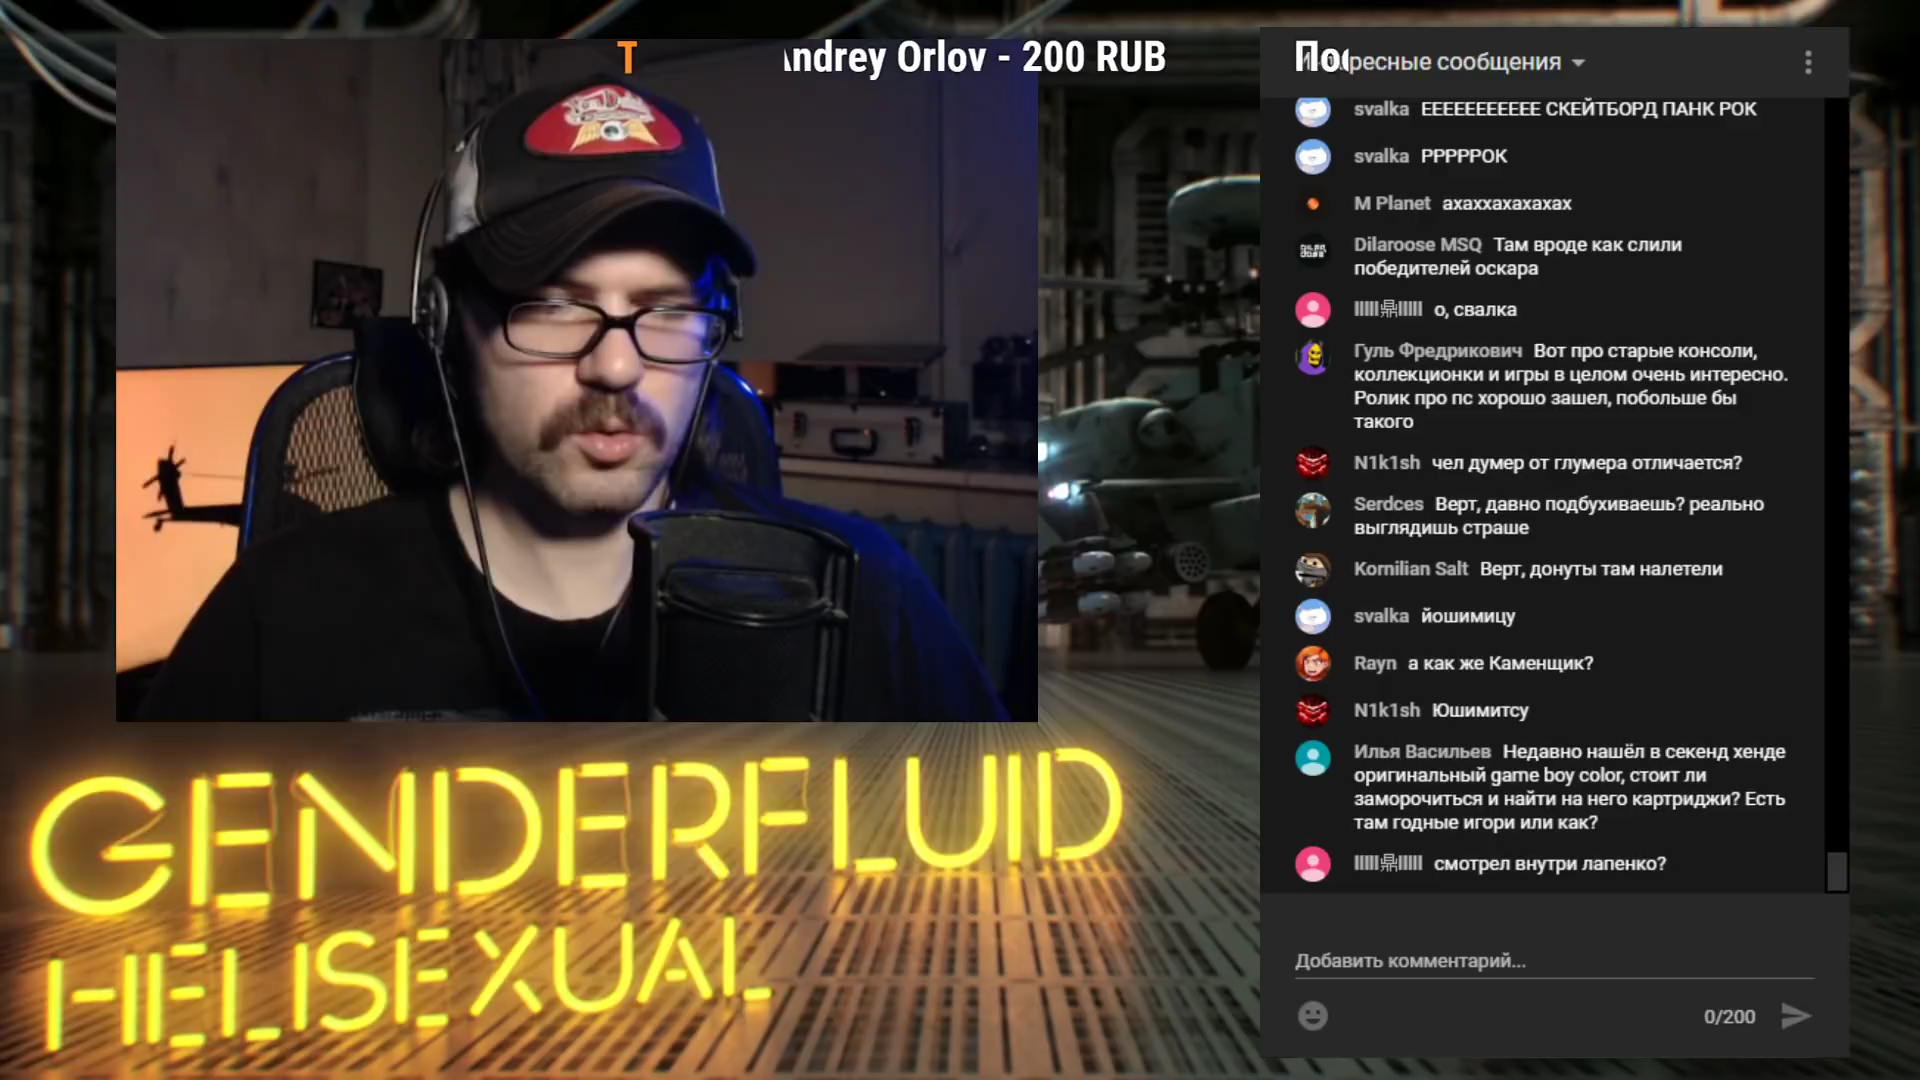 Т
Andrey Orlov - 200 RUB
Пос
ресные сообщения
svalka ЕЕЕЕЕЕЕЕЕЕЕ СКЕЙТБОРД ПАНК РОК
svalka РРРРРОК
M Planet ахаххахахахах
Dilaroose MSQ Там вроде как слили
победителей оскара
о, свалка
Гуль Фредрикович Вот про старые консоли,
коллекционки и игры в целом очень интересно.
Ролик про пс хорошо зашел, побольше бы
такого
N1k1sh чел думер от глумера отличается?
Serdces Верт, давно подбухиваешь? реально
выглядишь страше
Kornilian Salt Верт, донуты там налетели
svalka йошимицу
Rayn а как же Каменщик?
N1k1sh Юшимитсу
Илья Васильев Недавно нашёл в секенд хенде
оригинальный game boy color, стоит ли
заморочиться и найти на него картриджи? Есть
там годные игори или как?
смотрел внутри лапенко?
Добавить комментарий...
0/200
GENDERFLUID
HELISEXUAL